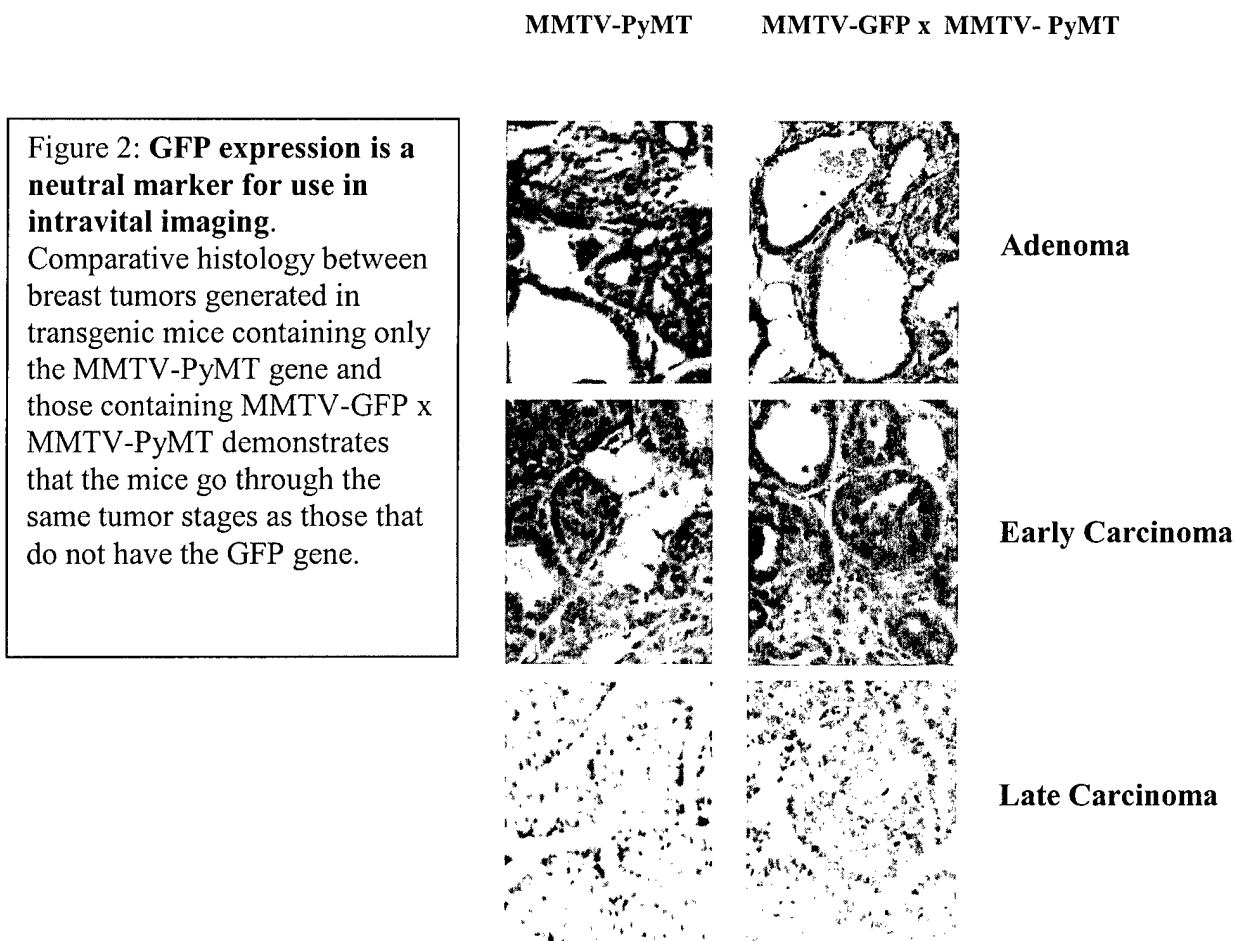 MMTV-PyMT
MMTV-GFP x MMTV- PyMT
Figure 2: GFP expression is a
neutral marker for use in
intravital imaging.
Comparative histology between
breast tumors generated in
transgenic mice containing only
the MMTV-PyMT gene and
those containing MMTV-GFP x
MMTV-PyMT demonstrates
that the mice go through the
same tumor stages as those that
do not have the GFP gene.
Adenoma
Early Carcinoma
Late Carcinoma